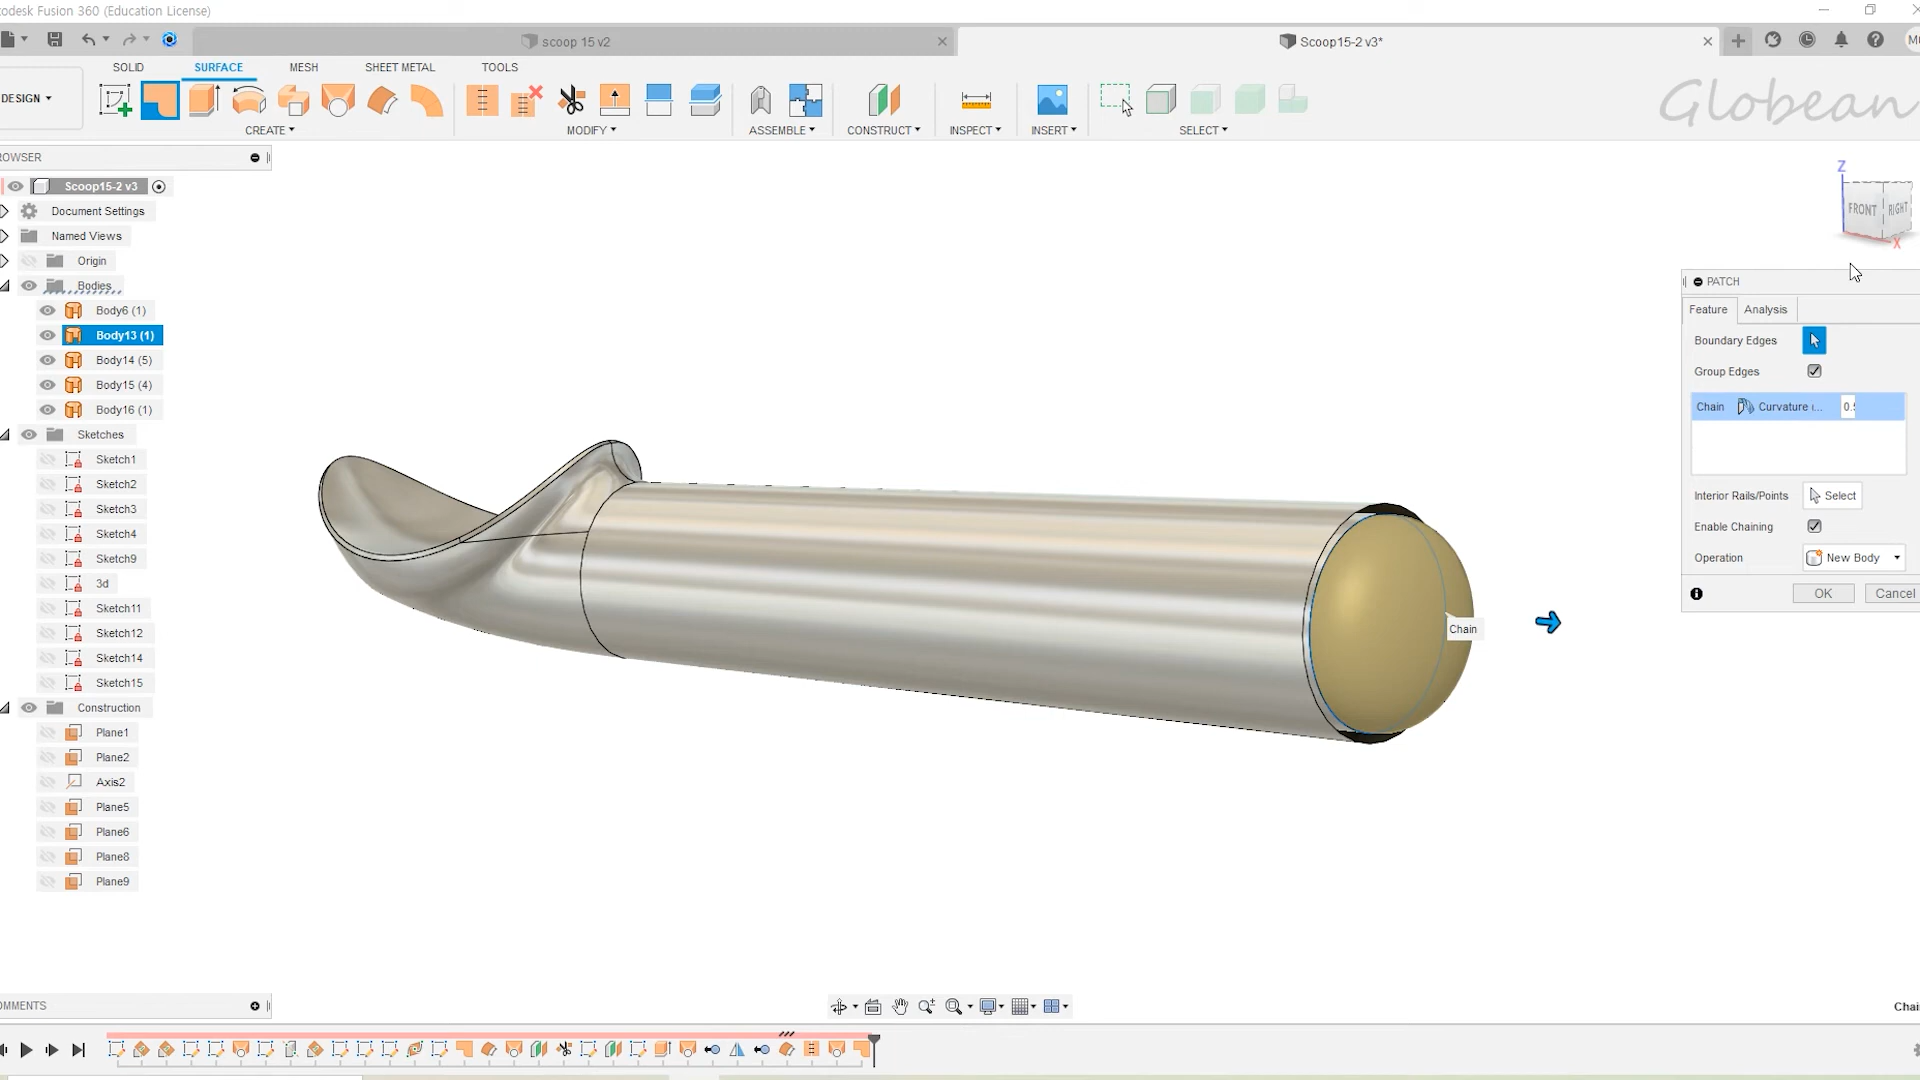 todesk Fusion 360 (Education License)
scoop 15 v2
Scoop15-2 v3*
SOLID
SURFACE
MESH
SHEET METAL
TOOLS
DESIGN
CREATE
MODIFY
ASSEMBLE
CONSTRUCT
INSPECT
INSERT
SELECT
Globean
ROWSER
Scoop15-2 v3
Document Settings
Named Views
Origin
Bodies
Body6 (1)
Body13 (1)
Body14 (5)
Body15 (4)
Body16 (1)
Sketches
Sketch1
Sketch2
Sketch3
Sketch4
Sketch9
3d
Sketch11
Sketch12
Sketch14
Sketch15
Construction
Plane1
Plane2
Axis2
Plane5
Plane6
Plane8
Plane9
Z
FRONT
RIGHT
X
PATCH
Feature
Analysis
Boundary Edges
Group Edges
Chain
Curvature (...
0.5
Interior Rails/Points
Select
Enable Chaining
Operation
New Body
OK
Cancel
Chain
OMMENTS
Chai